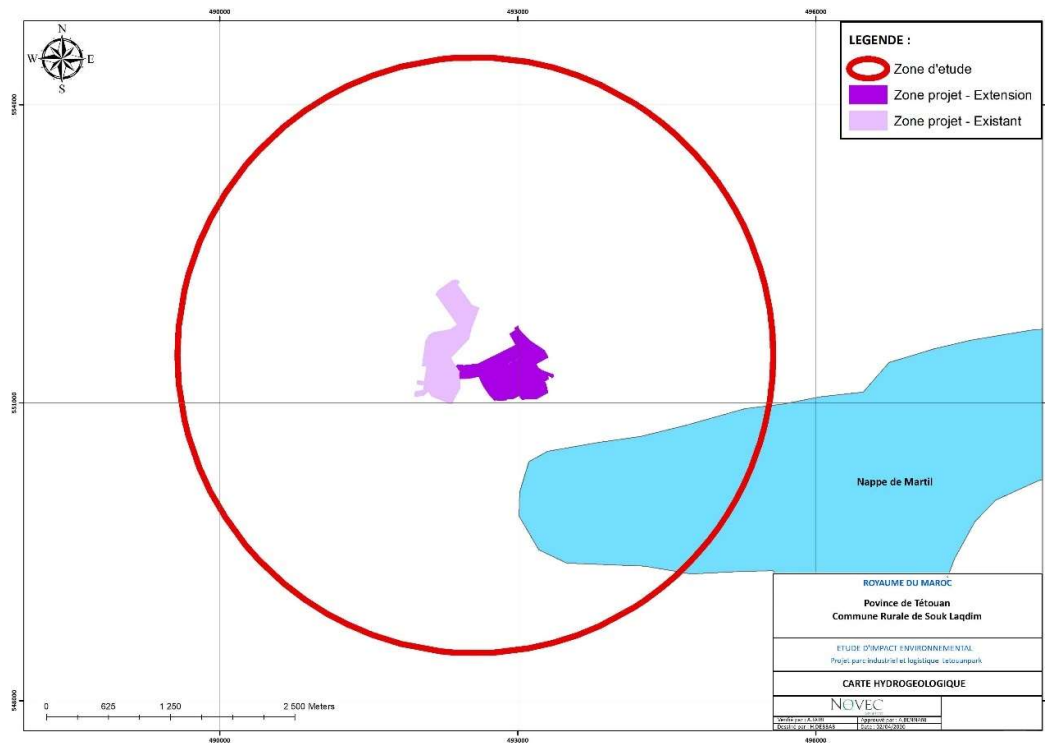 490000 493000 496000
N
W E
S
LEGENDE :
Zone d'etude
Zone projet - Extension
Zone projet - Existant
554000
551000
Nappe de Martil
548000
0 625 1 250 2 500 Meters
ROYAUME DU MAROC
Povince de Tétouan
Commune Rurale de Souk Laqdim
ETUDE D'IMPACT ENVIRONNEMENTAL
Projet parc industriel et logistique tetouanpark
CARTE HYDROGEOLOGIQUE
NOVEC
490000 493000 496000